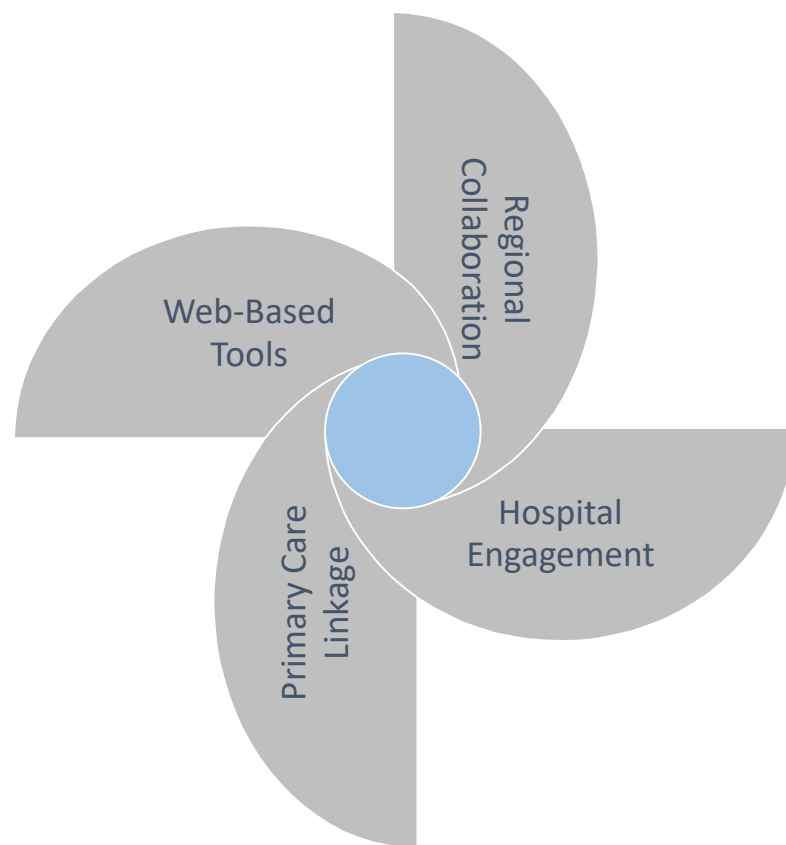 Regional
Collaboration
Web-Based
Tools
Hospital
Engagement
Primary Care
Linkage